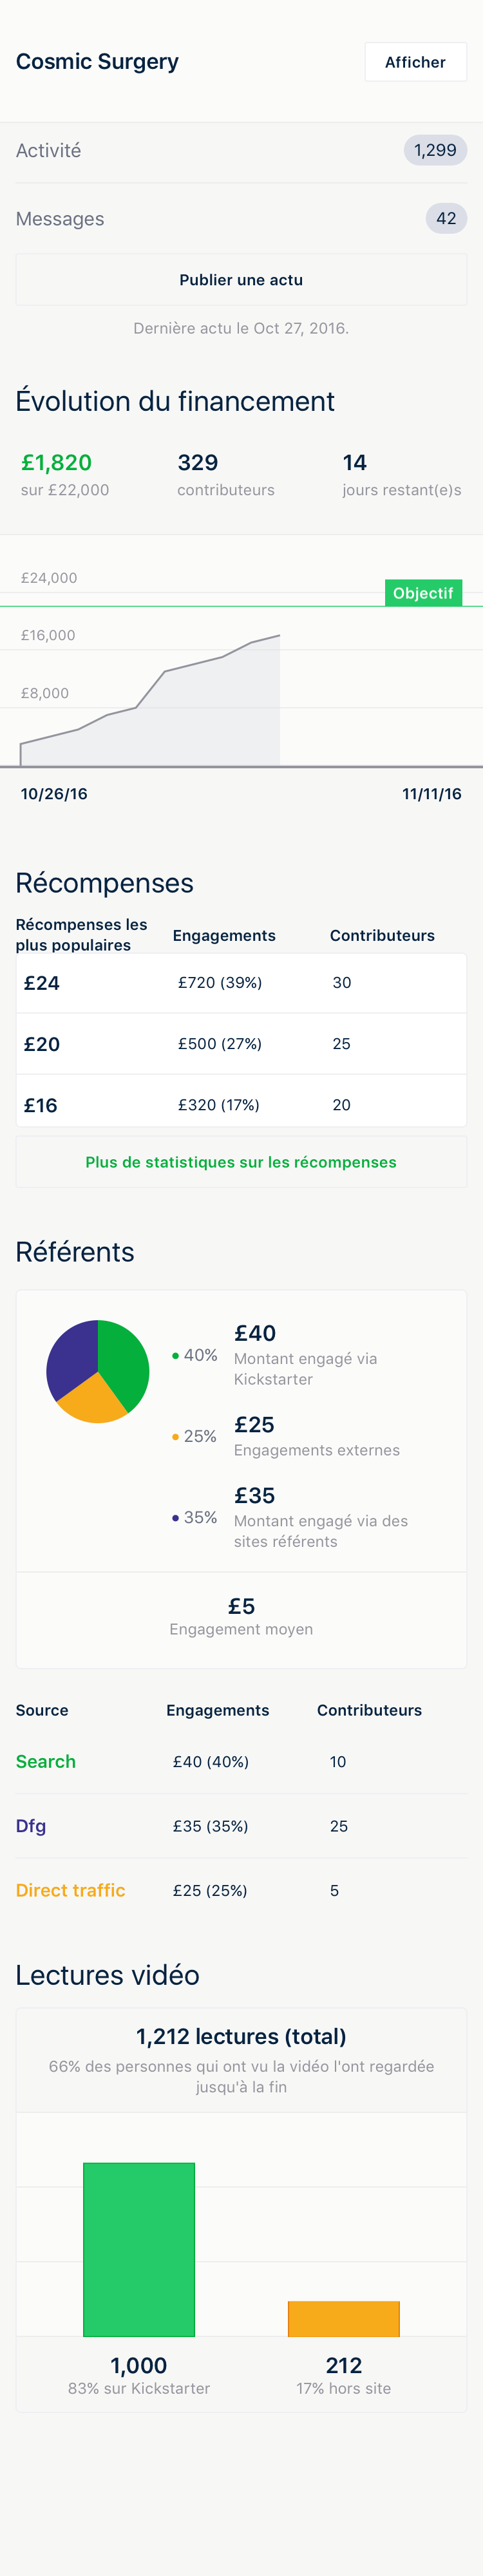 Cosmic Surgery
Afficher
Activité
1,299
Messages
42
Publier une actu
Dernière actu le Oct 27, 2016.
Évolution du financement
£1,820
329
14
sur £22,000
contributeurs
jours restant(e)s
£24,000
Objectif
£16,000
£8,000
10/26/16
11/11/16
Récompenses
Récompenses les
plus populaires
Engagements
Contributeurs
£24
£720 (39%)
30
£20
£500 (27%)
25
£16
£320 (17%)
20
Plus de statistiques sur les récompenses
Référents
40%
£40
Montant engagé via
Kickstarter
25%
£25
Engagements externes
35%
£35
Montant engagé via des
sites référents
£5
Engagement moyen
Source
Engagements
Contributeurs
Search
£40 (40%)
10
Dfg
£35 (35%)
25
Direct traffic
£25 (25%)
5
Lectures vidéo
1,212 lectures (total)
66% des personnes qui ont vu la vidéo l'ont regardée
jusqu'à la fin
1,000
212
83% sur Kickstarter
17% hors site